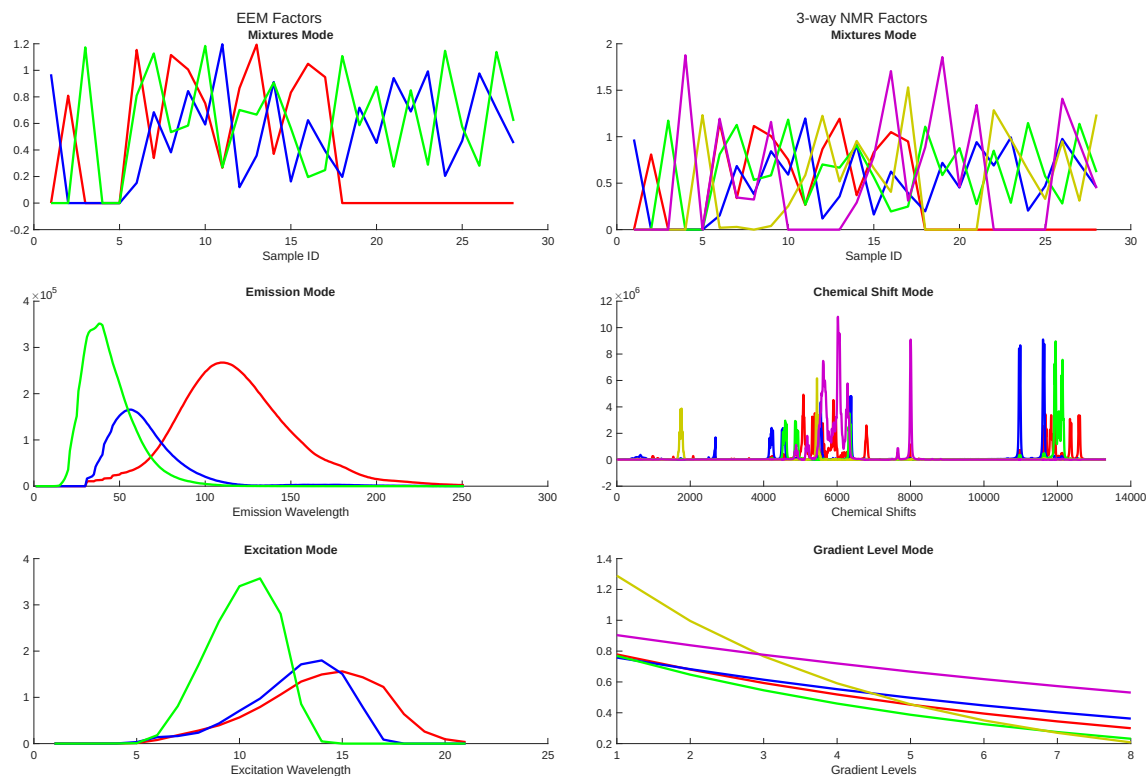 EEM Factors
Mixtures Mode
1.2
1
0.8
0.6
0.4
0.2
0
-0.2
0 5 10 15 20 25 30
Sample ID
3-way NMR Factors
Mixtures Mode
2
1.5
1
0.5
0
0 5 10 15 20 25 30
Sample ID
Emission Mode
×10⁵
4
3
2
1
0
0 50 100 150 200 250 300
Emission Wavelength
Chemical Shift Mode
×10⁶
12
10
8
6
4
2
0
-2
0 2000 4000 6000 8000 10000 12000 14000
Chemical Shifts
Excitation Mode
4
3
2
1
0
0 5 10 15 20 25
Excitation Wavelength
Gradient Level Mode
1.4
1.2
1
0.8
0.6
0.4
0.2
1 2 3 4 5 6 7 8
Gradient Levels